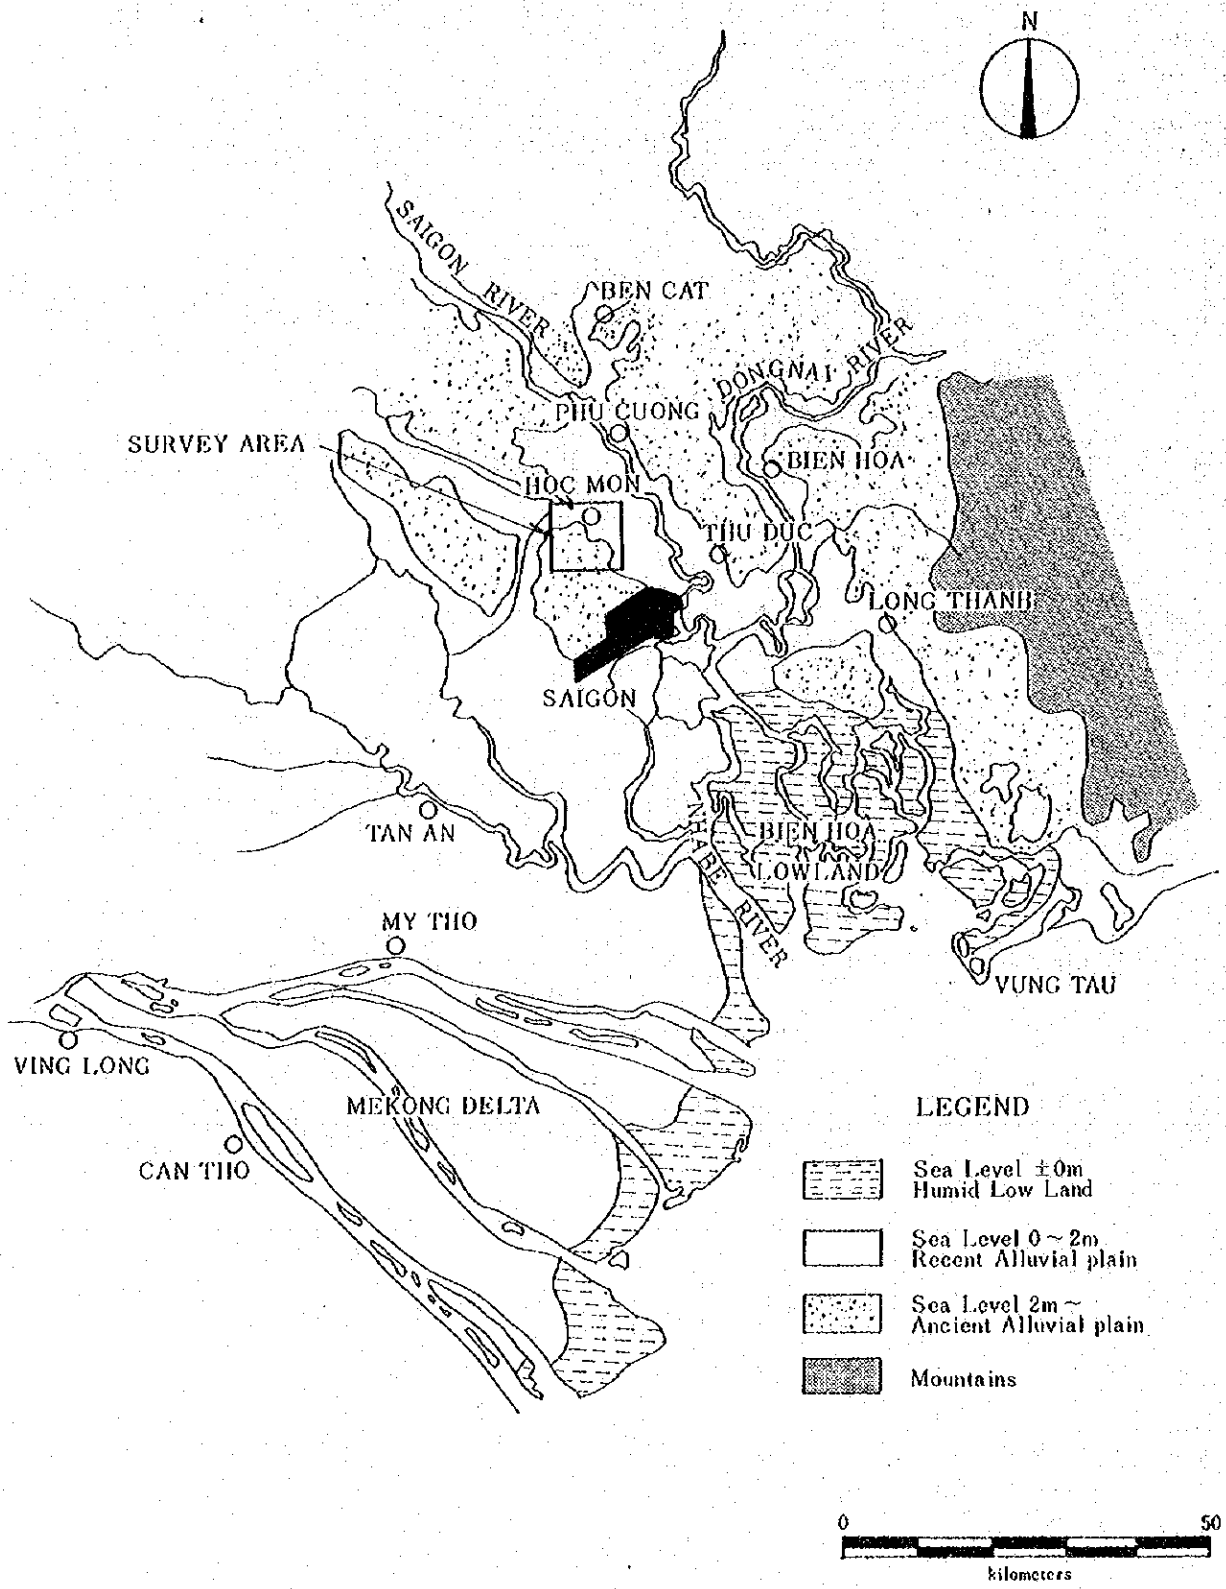 N
SAIGON RIVER
BEN CAT
DONGNAI RIVER
PHU CUONG
SURVEY AREA
BIEN HOA
HOC MON
THU DUC
LONG THANH
SAIGON
TAN AN
BIEN HOA
LOWLAND
NHABE RIVER
MY THO
VUNG TAU
VING LONG
MEKONG DELTA
CAN THO
LEGEND
Sea Level ±0m
Humid Low Land
Sea Level 0~2m
Recent Alluvial plain
Sea Level 2m~
Ancient Alluvial plain
Mountains
0 50
kilometers